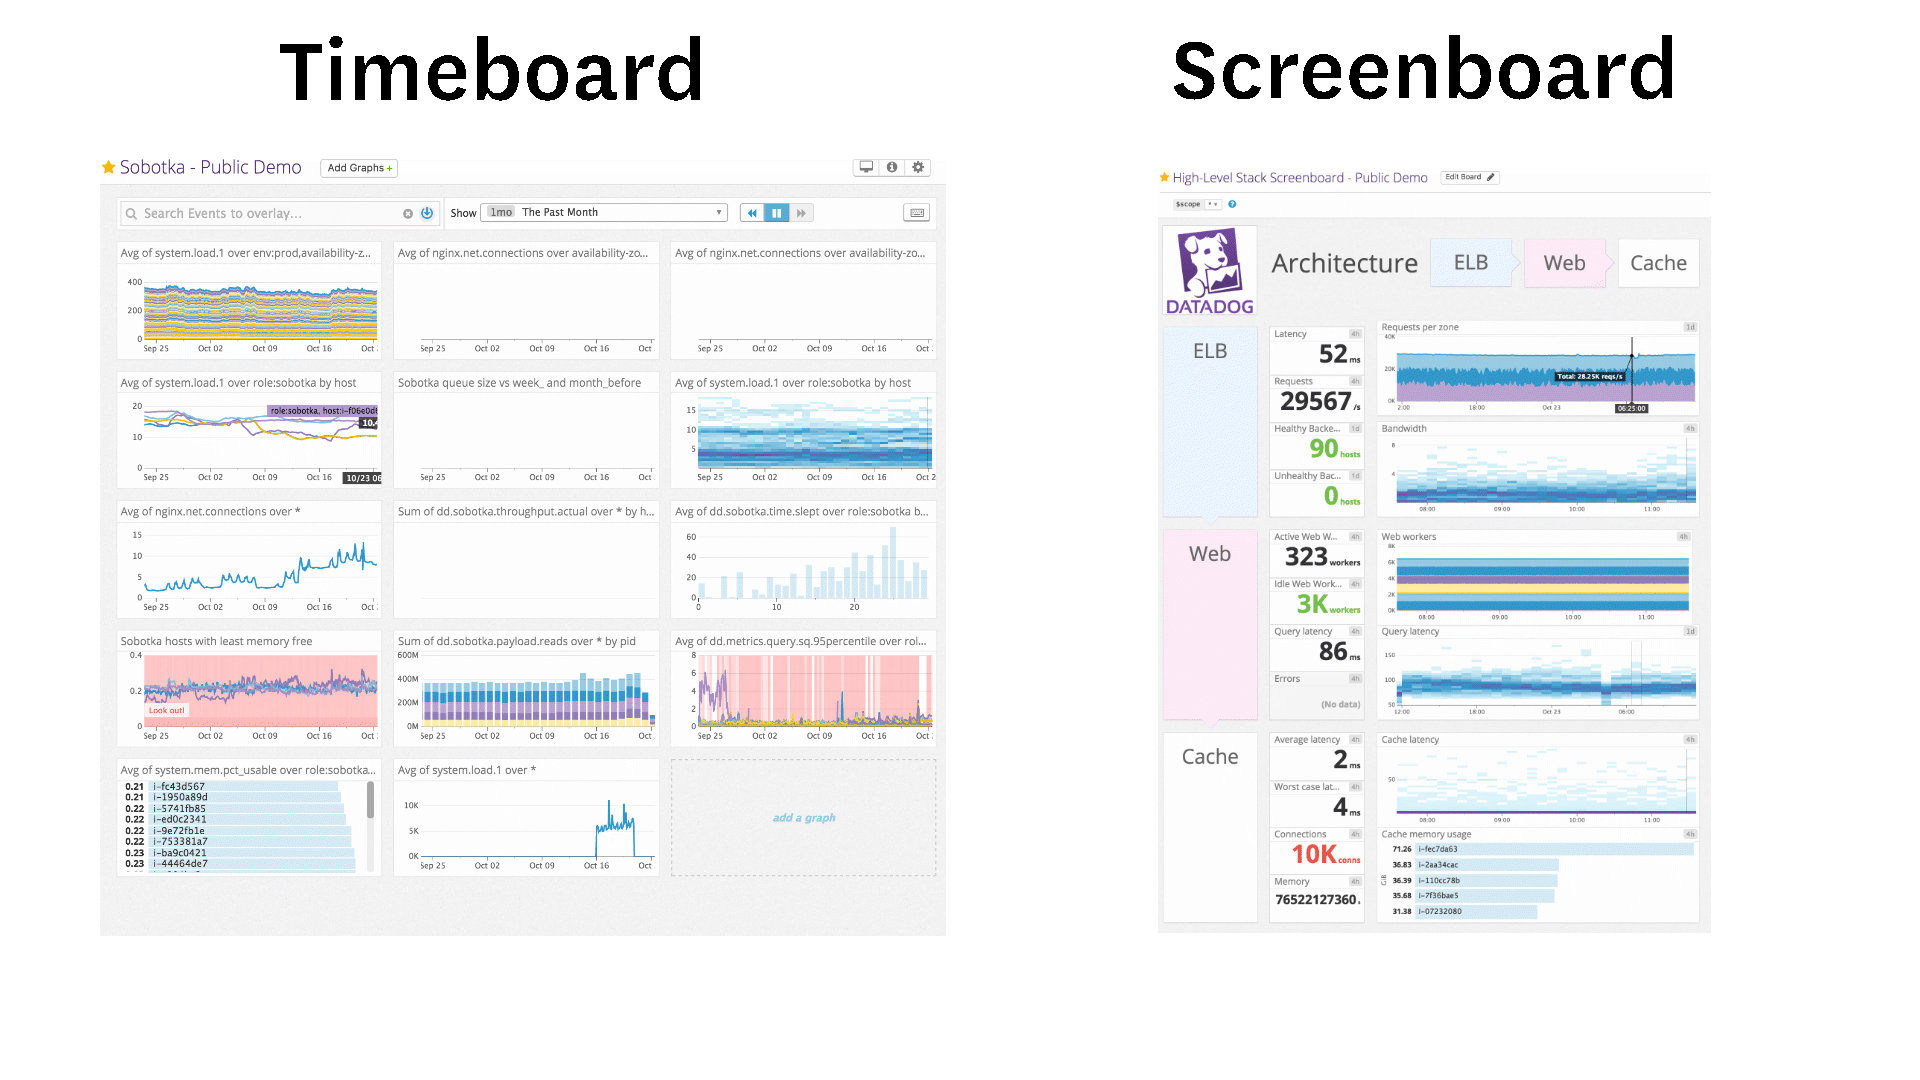 Timeboard
Sobotka - Public Demo
Add Graphs +
Search Events to overlay...
Show
1mo The Past Month
Avg of system.load.1 over env:prod,availability-z...
400
200
0
Sep 25 Oct 02 Oct 09 Oct 16 Oct
Avg of nginx.net.connections over availability-zo...
Sep 25 Oct 02 Oct 09 Oct 16 Oct
Avg of nginx.net.connections over availability-zo...
Sep 25 Oct 02 Oct 09 Oct 16 Oct
Avg of system.load.1 over role:sobotka by host
20
10
0
role:sobotka, host:i-f06e0d
10.
10/23 06
Sep 25 Oct 02 Oct 09 Oct 16
Sobotka queue size vs week_ and month_before
Sep 25 Oct 02 Oct 09 Oct 16 Oct
Avg of system.load.1 over role:sobotka by host
15
10
5
Sep 25 Oct 02 Oct 09 Oct 16 Oct 2
Avg of nginx.net.connections over *
15
10
5
0
Sep 25 Oct 02 Oct 09 Oct 16 Oct
Sum of dd.sobotka.throughput.actual over * by h...
Avg of dd.sobotka.time.slept over role:sobotka b...
60
40
20
0
0 10 20
Sobotka hosts with least memory free
0.4
0.2
0
Look out!
Sep 25 Oct 02 Oct 09 Oct 16 Oct
Sum of dd.sobotka.payload.reads over * by pid
600M
400M
200M
0M
Sep 25 Oct 02 Oct 09 Oct 16 Oct
Avg of dd.metrics.query.sq.95percentile over rol...
8
6
4
2
0
Sep 25 Oct 02 Oct 09 Oct 16 Oct
Avg of system.mem.pct_usable over role:sobotka...
0.21 i-fc43d567
0.21 i-1950a89d
0.22 i-5741fb85
0.22 i-ed0c2341
0.22 i-9e72fb1e
0.22 i-753381a7
0.23 i-ba9c0421
0.23 i-44464de7
Avg of system.load.1 over *
10K
5K
0K
Sep 25 Oct 02 Oct 09 Oct 16 Oct
add a graph
Screenboard
High-Level Stack Screenboard - Public Demo
Edit Board
$scope *
DATADOG
Architecture
ELB
Web
Cache
ELB
Latency 4h
52 ms
Requests 4h
29567 /s
Healthy Backe... 1d
90 hosts
Unhealthy Bac... 1d
0 hosts
Requests per zone 1d
40K
20K
0K
Total: 28.25K reqs/s
2:00 18:00 Oct 23 06:25:00
Bandwidth 4h
8
4
08:00 09:00 10:00 11:00
Web
Active Web W... 4h
323 workers
Idle Web Work... 4h
3K workers
Query latency 4h
86 ms
Errors 4h
(No data)
Web workers 4h
8K
6K
4K
2K
0K
08:00 09:00 10:00 11:00
Query latency 1d
150
100
50
12:00 18:00 Oct 23 06:00
Cache
Average latency 4h
2 ms
Worst case lat... 4h
4 ms
Connections 4h
10K conns
Memory 4h
76522127360
Cache latency 4h
50
08:00 09:00 10:00 11:00
Cache memory usage 4h
GiB
71.26 i-fec7da63
36.83 i-2aa34cac
36.39 i-110cc78b
35.68 i-7f36bae5
31.38 i-07232080